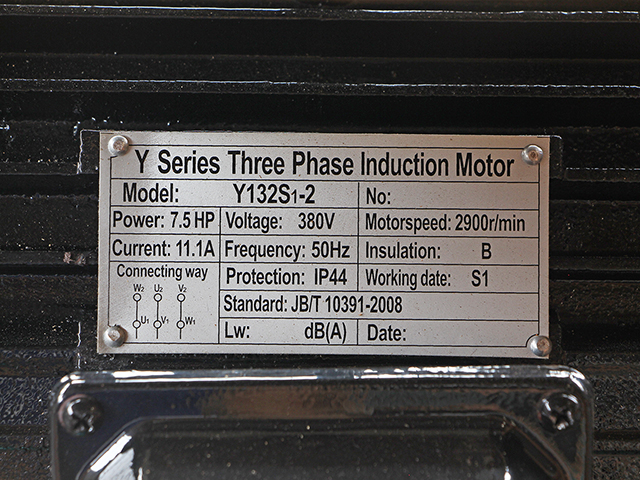 Y Series Three Phase Induction Motor
Model: Y132S1-2 No:
Power: 7.5 HP Voltage: 380V Motorspeed: 2900r/min
Current: 11.1A Frequency: 50Hz Insulation: B
Connecting way Protection: IP44 Working date: S1
W2 U2 V2
Standard: JB/T 10391-2008
U1 V1 W1
Lw: dB(A) Date: